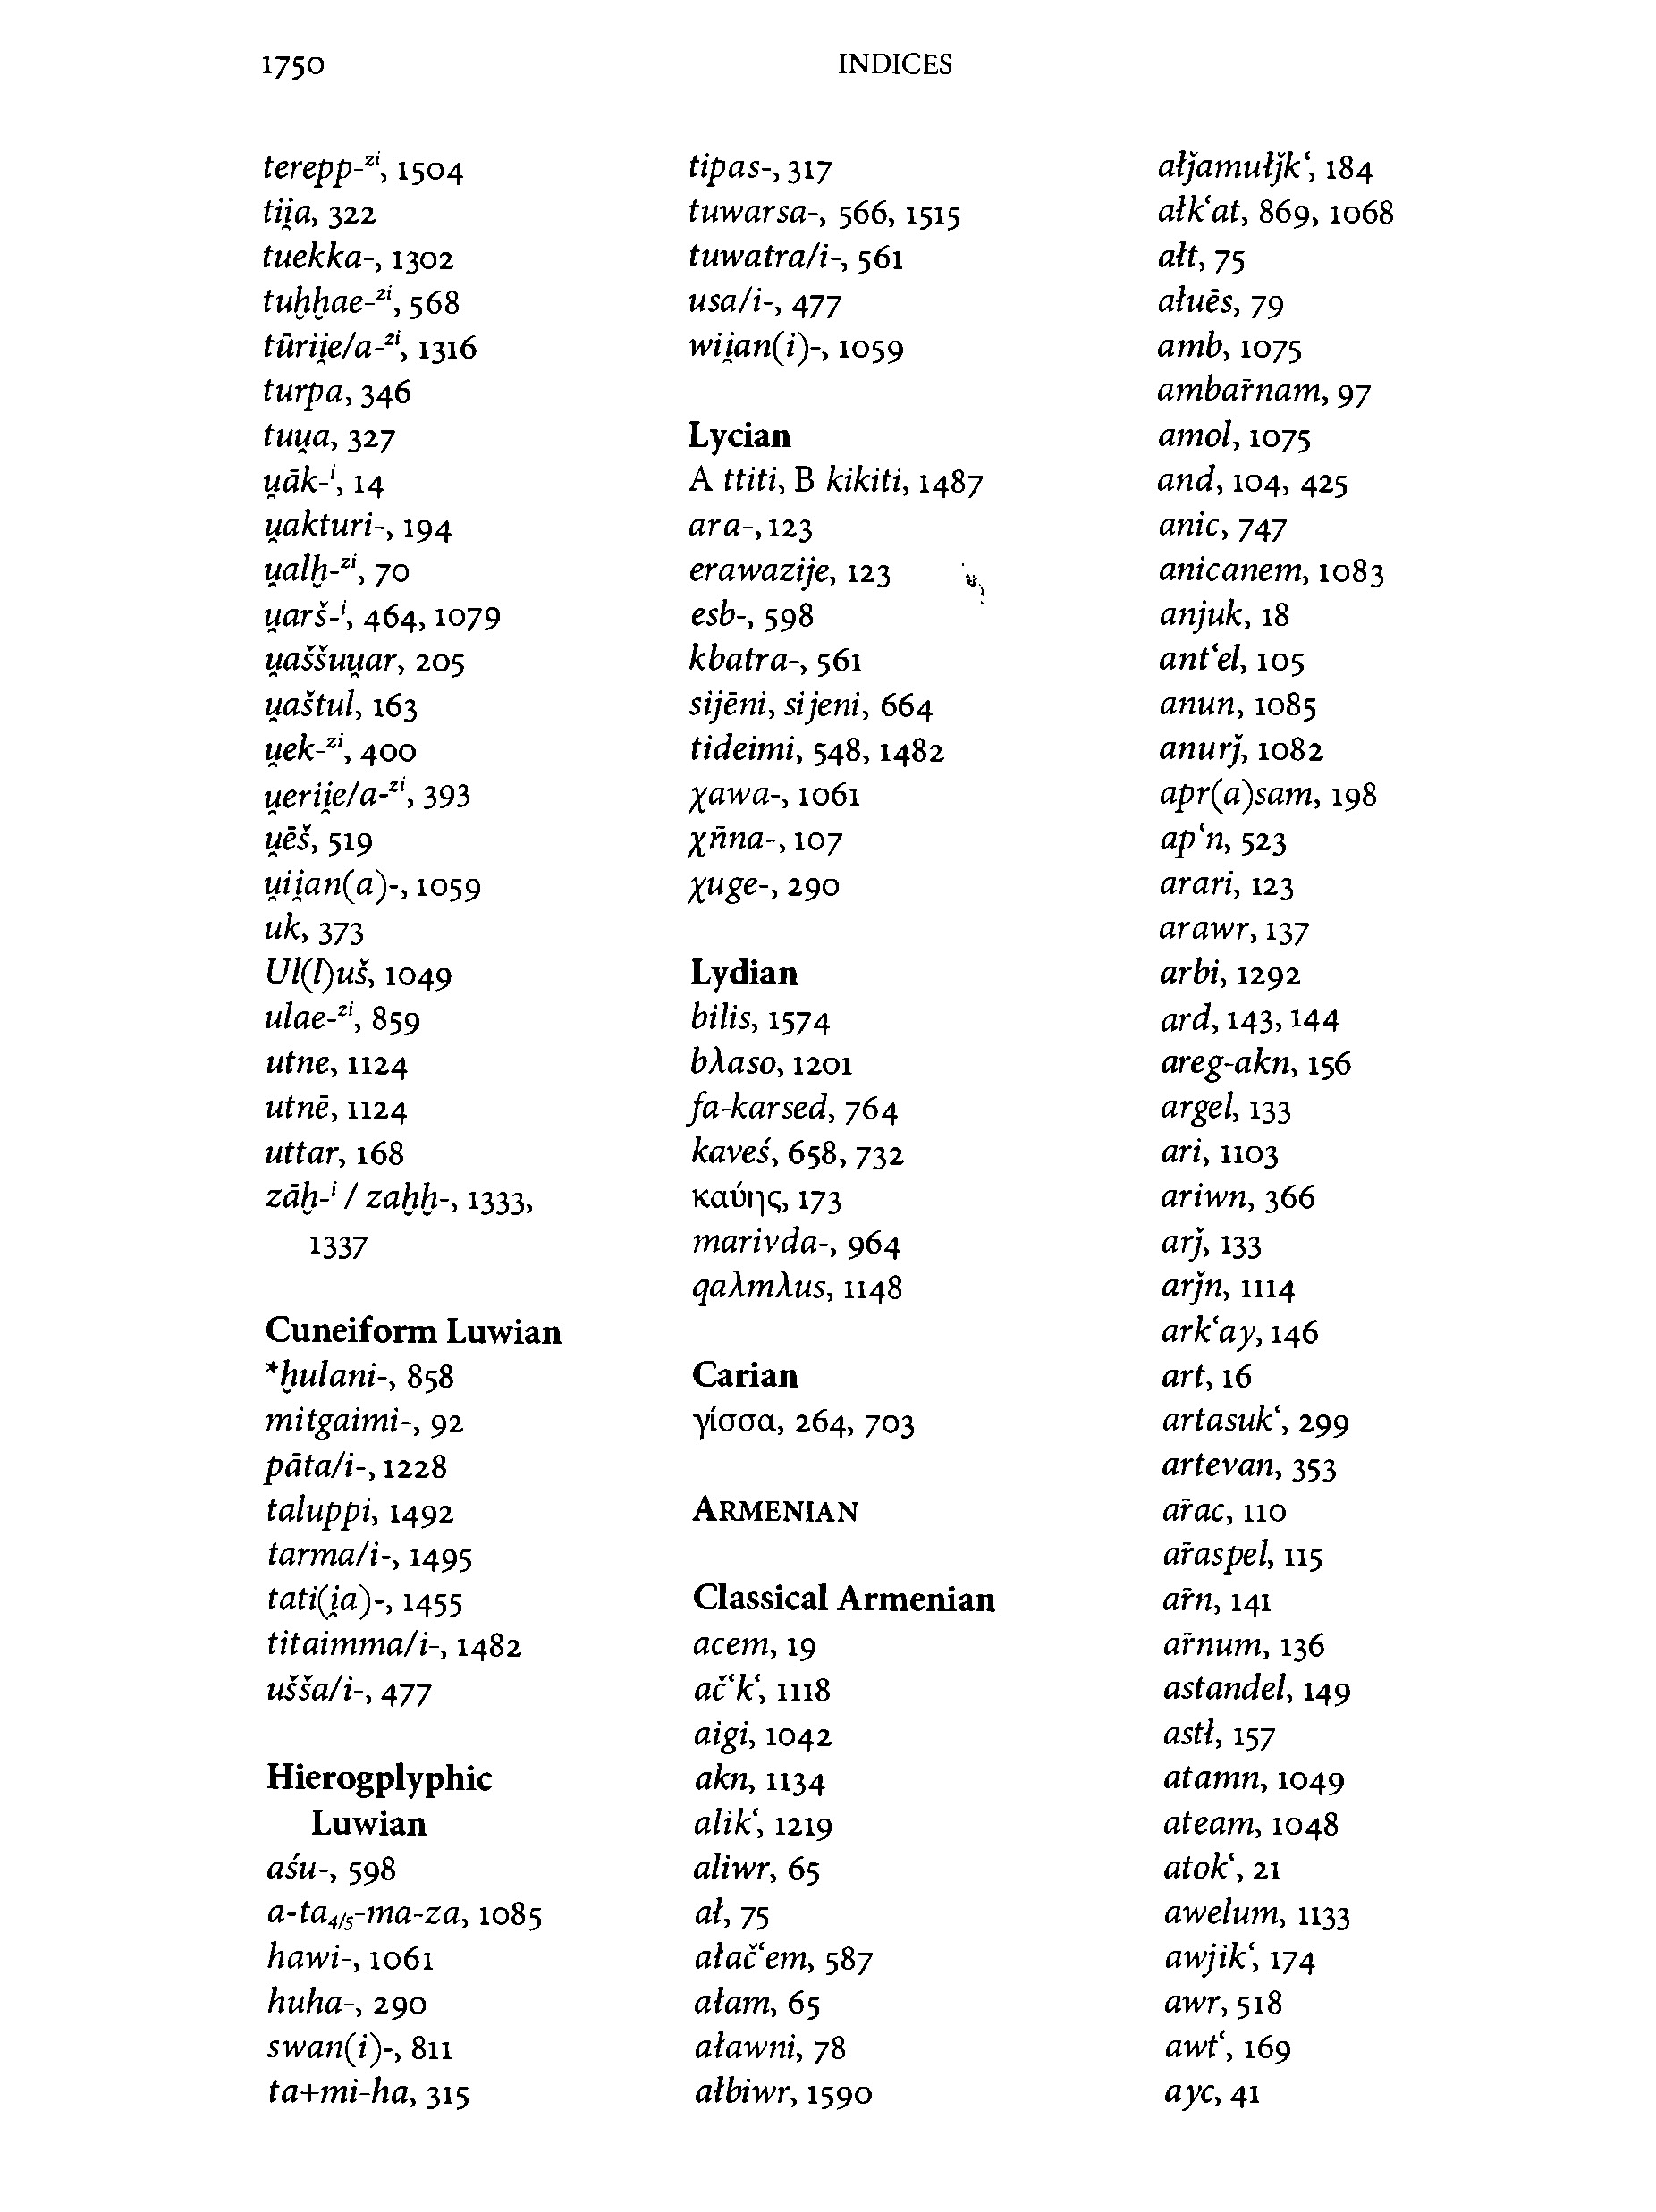 1750
INDICES
terepp-ᶻⁱ, 1504
tii̯a, 322
tuekka-, 1302
tuḫḫae-ᶻⁱ, 568
tūrii̯e/a-ᶻⁱ, 1316
turpa, 346
tuu̯a, 327
u̯āk-ⁱ, 14
u̯akturi-, 194
u̯alḫ-ᶻⁱ, 70
u̯arš-ⁱ, 464, 1079
u̯aššuu̯ar, 205
u̯aštul, 163
u̯ek-ᶻⁱ, 400
u̯erii̯e/a-ᶻⁱ, 393
u̯ēš, 519
u̯ii̯an(a)-, 1059
uk, 373
Ul(l)uš, 1049
ulae-ᶻⁱ, 859
utne, 1124
utnē, 1124
uttar, 168
zāḫ-ⁱ / zaḫḫ-, 1333,
1337
Cuneiform Luwian
*ḫulani-, 858
mitgaimi-, 92
pāta/i-, 1228
taluppi, 1492
tarma/i-, 1495
tati(i̯a)-, 1455
titaimma/i-, 1482
ušša/i-, 477
Hierogplyphic
Luwian
aśu-, 598
a-ta₄/₅-ma-za, 1085
hawi-, 1061
huha-, 290
swan(i)-, 811
ta+mi-ha, 315
tipas-, 317
tuwarsa-, 566, 1515
tuwatra/i-, 561
usa/i-, 477
wii̯an(i)-, 1059
Lycian
A ttiti, B kikiti, 1487
ara-, 123
erawazije, 123
esb-, 598
kbatra-, 561
sijēni, sijeni, 664
tideimi, 548, 1482
χawa-, 1061
χñna-, 107
χuge-, 290
Lydian
bilis, 1574
bλaso, 1201
fa-karsed, 764
kaveś, 658, 732
καύης, 173
marivda-, 964
qaλmλus, 1148
Carian
γίσσα, 264, 703
ARMENIAN
Classical Armenian
acem, 19
ač‘k‘, 1118
aigi, 1042
akn, 1134
alik‘, 1219
aliwr, 65
ał, 75
ałač‘em, 587
ałam, 65
aławni, 78
ałbiwr, 1590
ałǰamułǰk‘, 184
ałk‘at, 869, 1068
ałt, 75
ałuēs, 79
amb, 1075
ambaṙnam, 97
amol, 1075
and, 104, 425
anic, 747
anicanem, 1083
anjuk, 18
ant‘el, 105
anun, 1085
anurǰ, 1082
apr(a)sam, 198
ap‘n, 523
arari, 123
arawr, 137
arbi, 1292
ard, 143, 144
areg-akn, 156
argel, 133
ari, 1103
ariwn, 366
arǰ, 133
arǰn, 1114
ark‘ay, 146
art, 16
artasuk‘, 299
artevan, 353
aṙac, 110
aṙaspel, 115
aṙn, 141
aṙnum, 136
astandel, 149
astł, 157
atamn, 1049
ateam, 1048
atok‘, 21
awelum, 1133
awjik‘, 174
awr, 518
awt‘, 169
ayc, 41